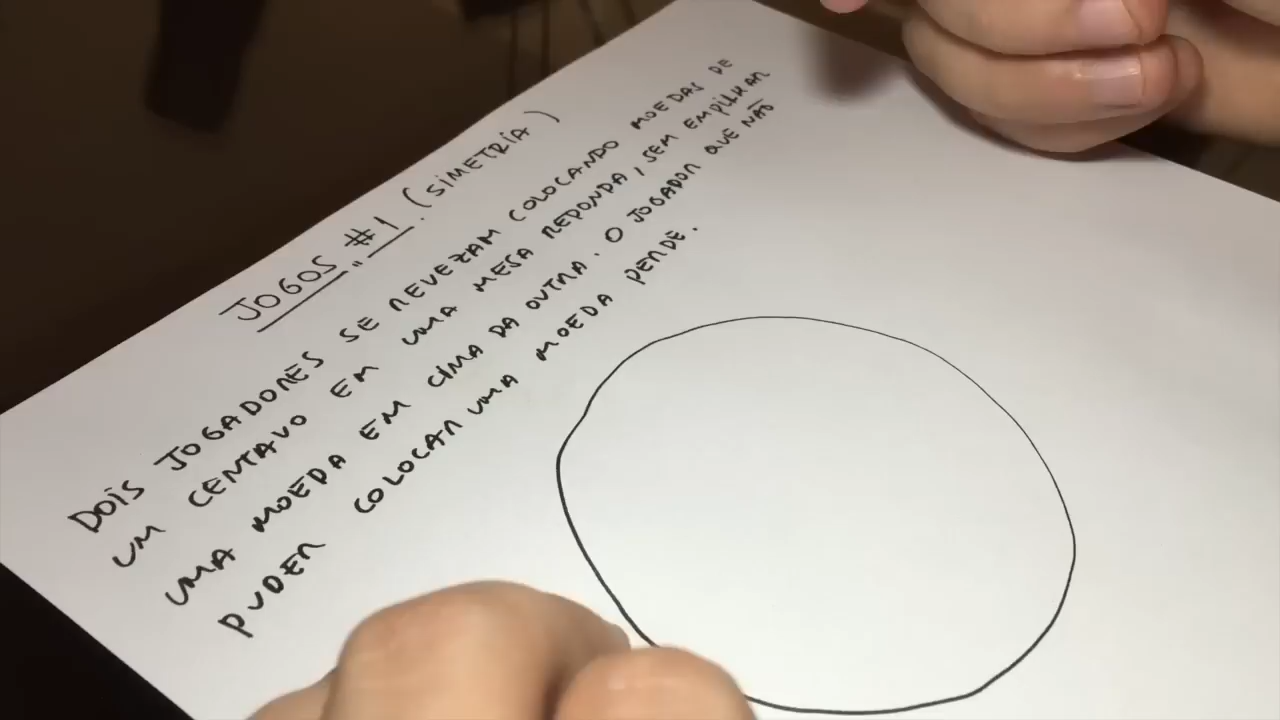 JOGOS #1. (SIMETRIA)
DOIS JOGADORES SE REVEZAM COLOCANDO MOEDAS DE
UM CENTAVO EM UMA MESA REDONDA, SEM EMPILHAR
UMA MOEDA EM CIMA DA OUTRA. O JOGADOR QUE NÃO
PUDER COLOCAR UMA MOEDA PERDE.